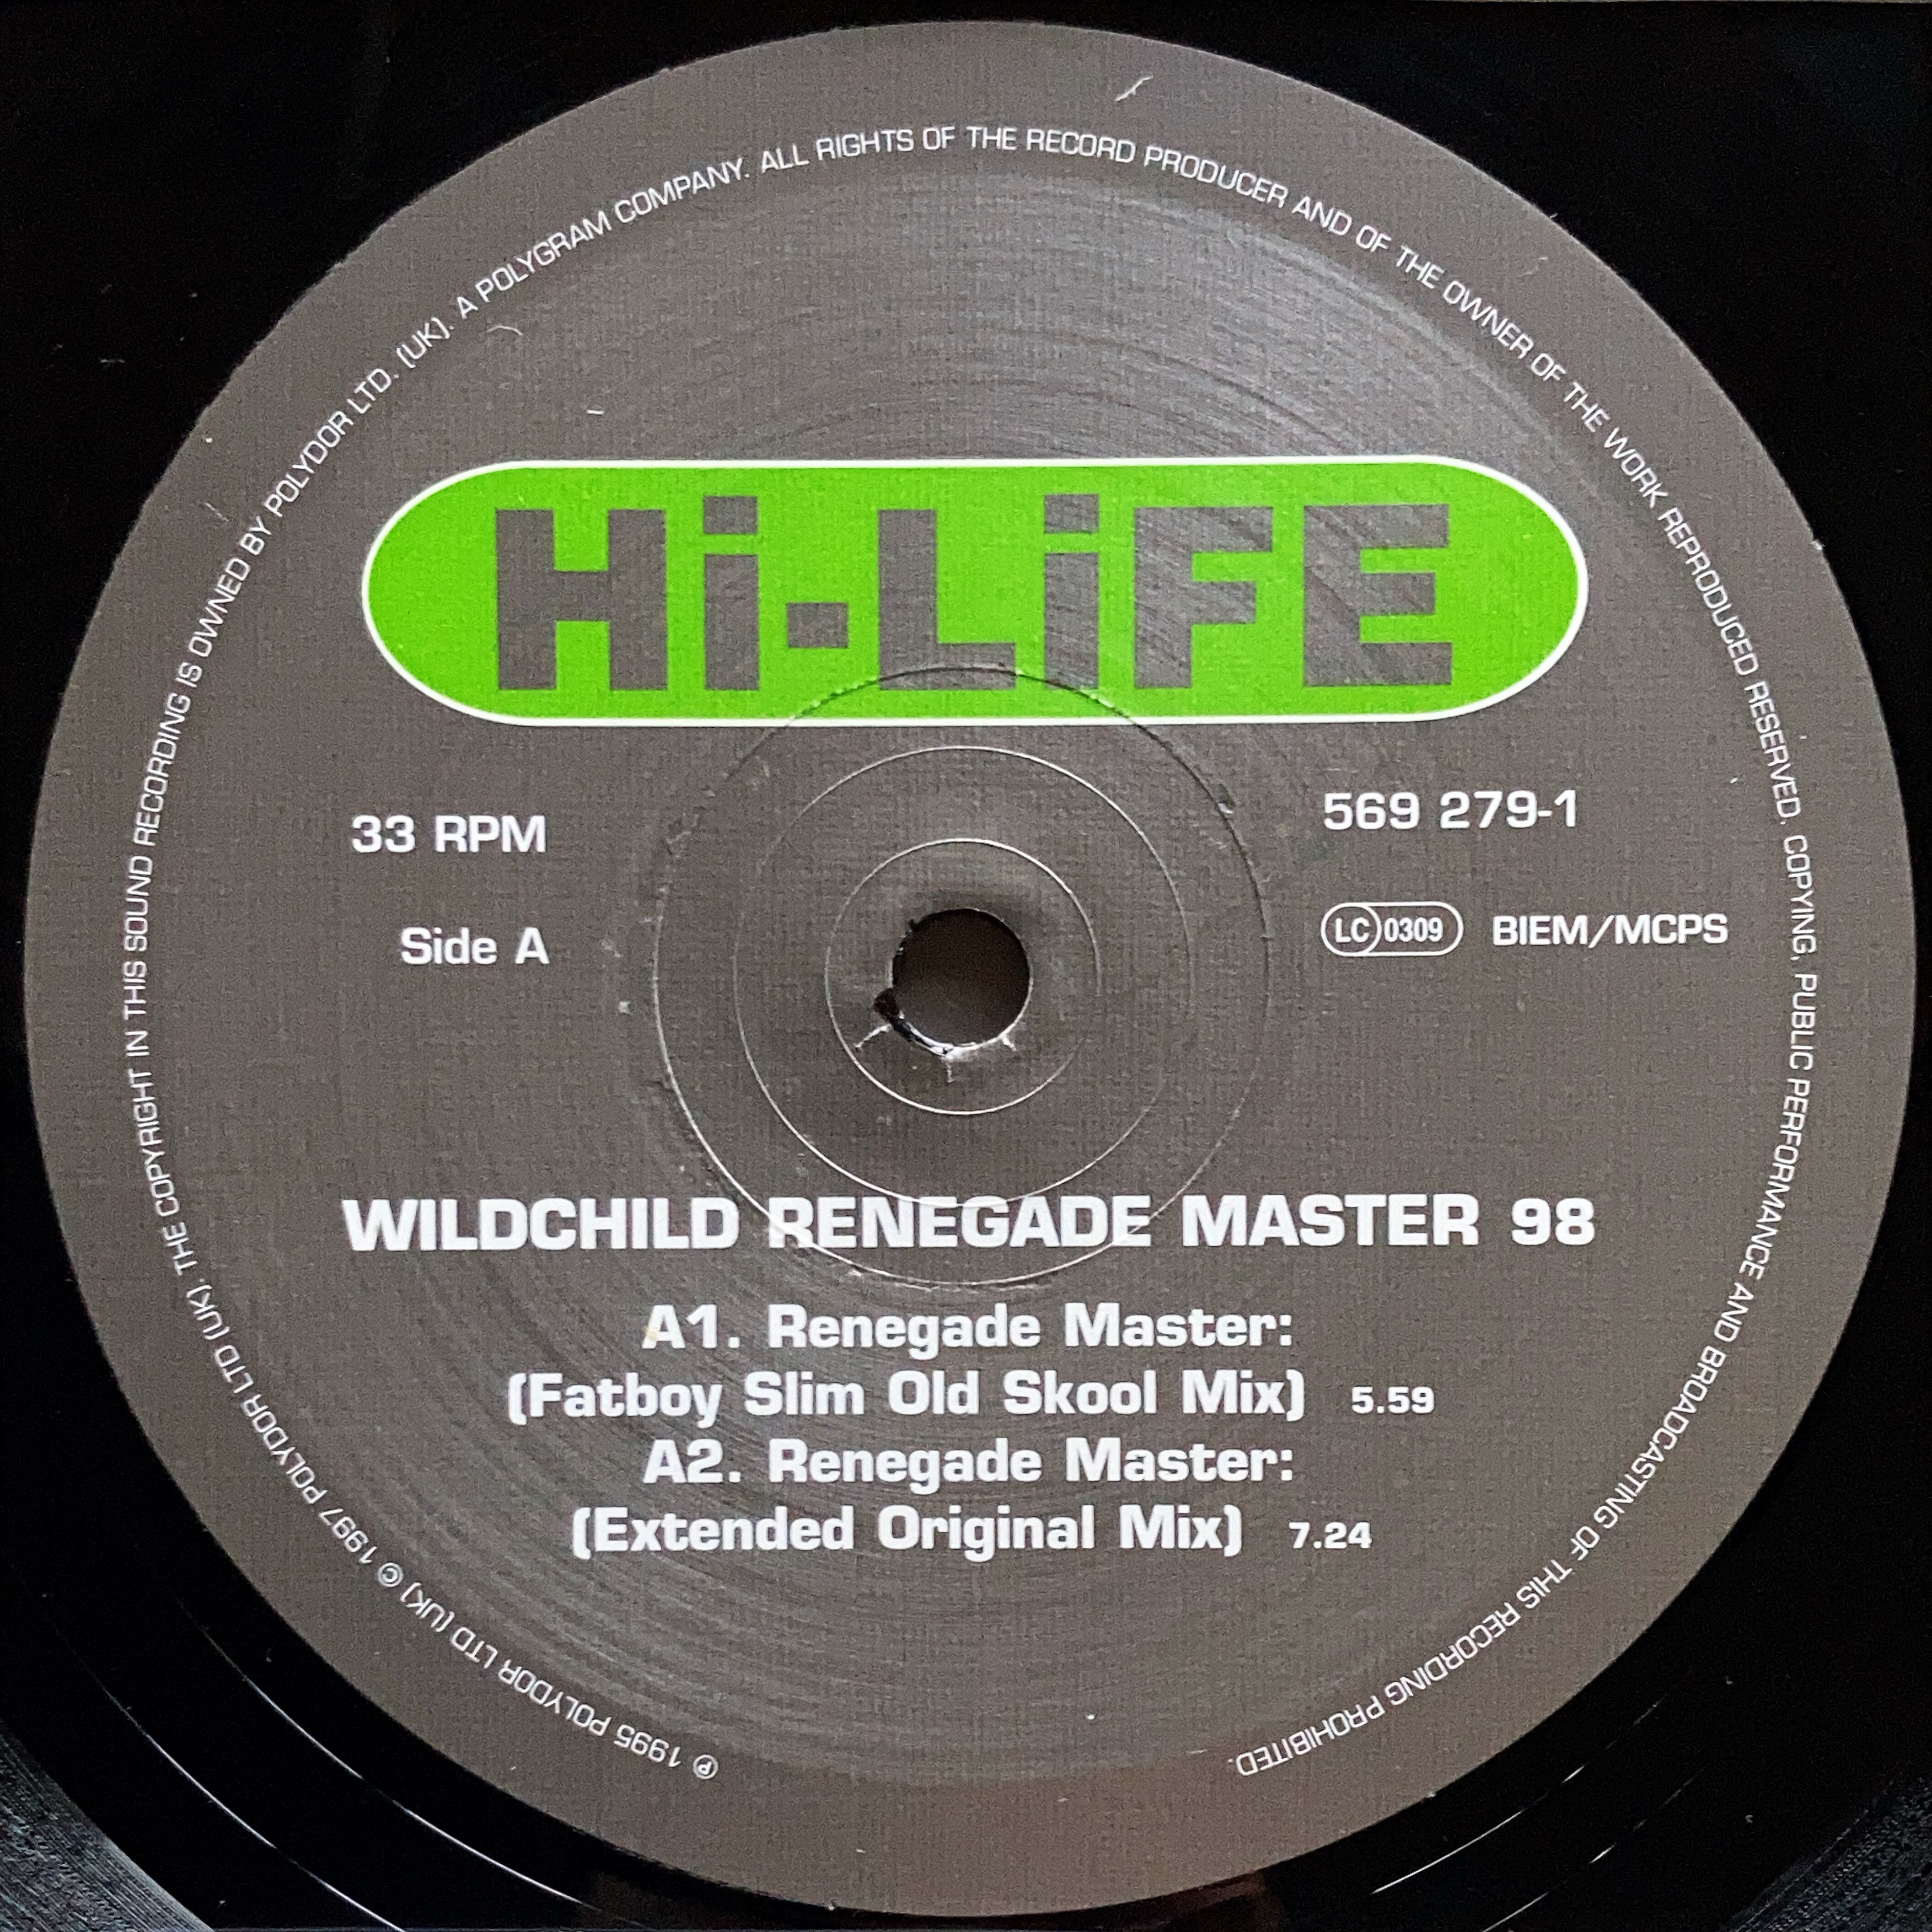 Hi-LiFE
33 RPM
569 279-1
Side A
LC 0309 BIEM/MCPS
WILDCHILD RENEGADE MASTER 98
A1. Renegade Master:
(Fatboy Slim Old Skool Mix) 5.59
A2. Renegade Master:
(Extended Original Mix) 7.24
℗ 1995 POLYDOR LTD (UK) © 1997 POLYDOR LTD (UK). THE COPYRIGHT IN THIS SOUND RECORDING IS OWNED BY POLYDOR LTD. (UK). A POLYGRAM COMPANY. ALL RIGHTS OF THE RECORD PRODUCER AND OF THE OWNER OF THE WORK REPRODUCED RESERVED. COPYING, PUBLIC PERFORMANCE AND BROADCASTING OF THIS RECORDING PROHIBITED.